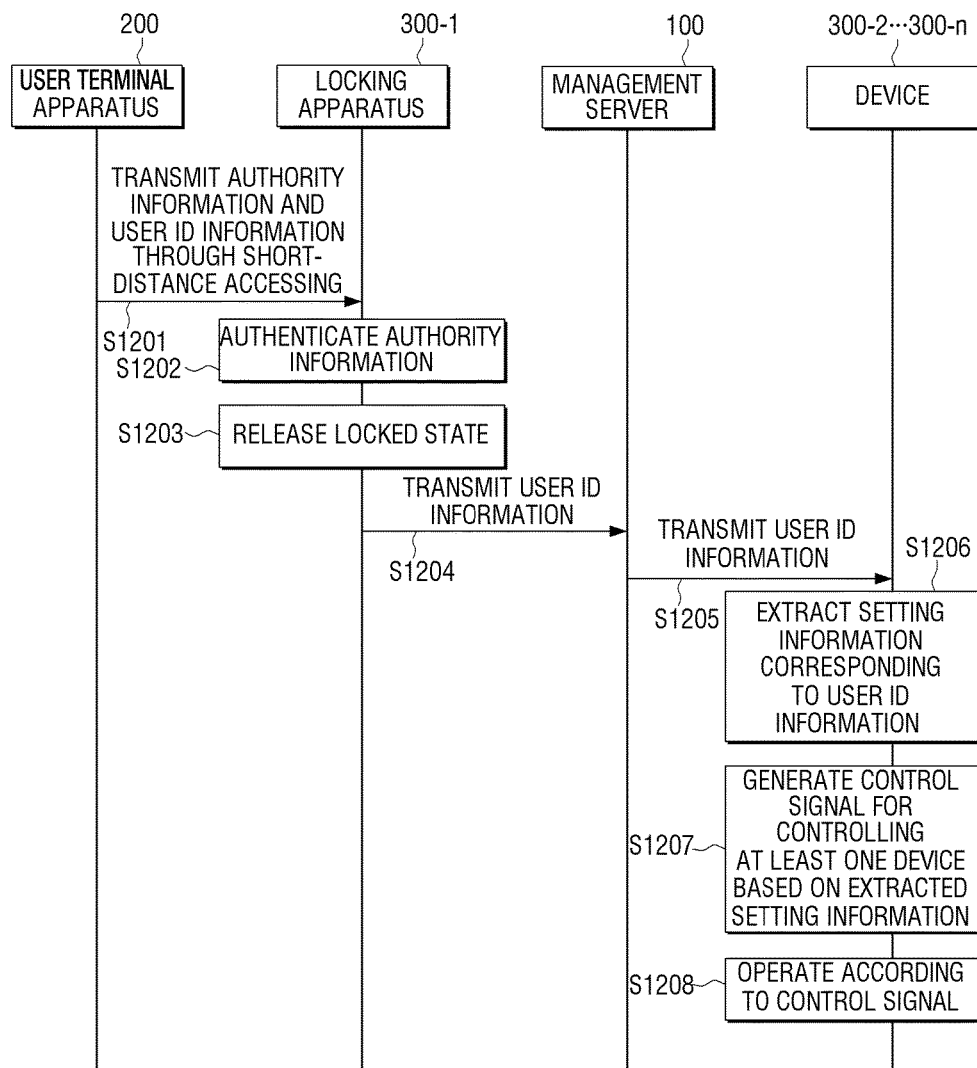 200
300-1
100
300-2···300-n
USER TERMINAL
APPARATUS
LOCKING
APPARATUS
MANAGEMENT
SERVER
DEVICE
TRANSMIT AUTHORITY
INFORMATION AND
USER ID INFORMATION
THROUGH SHORT-
DISTANCE ACCESSING
S1201
AUTHENTICATE AUTHORITY
INFORMATION
S1202
S1203
RELEASE LOCKED STATE
TRANSMIT USER ID
INFORMATION
S1204
TRANSMIT USER ID
INFORMATION
S1205
S1206
EXTRACT SETTING
INFORMATION
CORRESPONDING
TO USER ID
INFORMATION
S1207
GENERATE CONTROL
SIGNAL FOR
CONTROLLING
AT LEAST ONE DEVICE
BASED ON EXTRACTED
SETTING INFORMATION
S1208
OPERATE ACCORDING
TO CONTROL SIGNAL